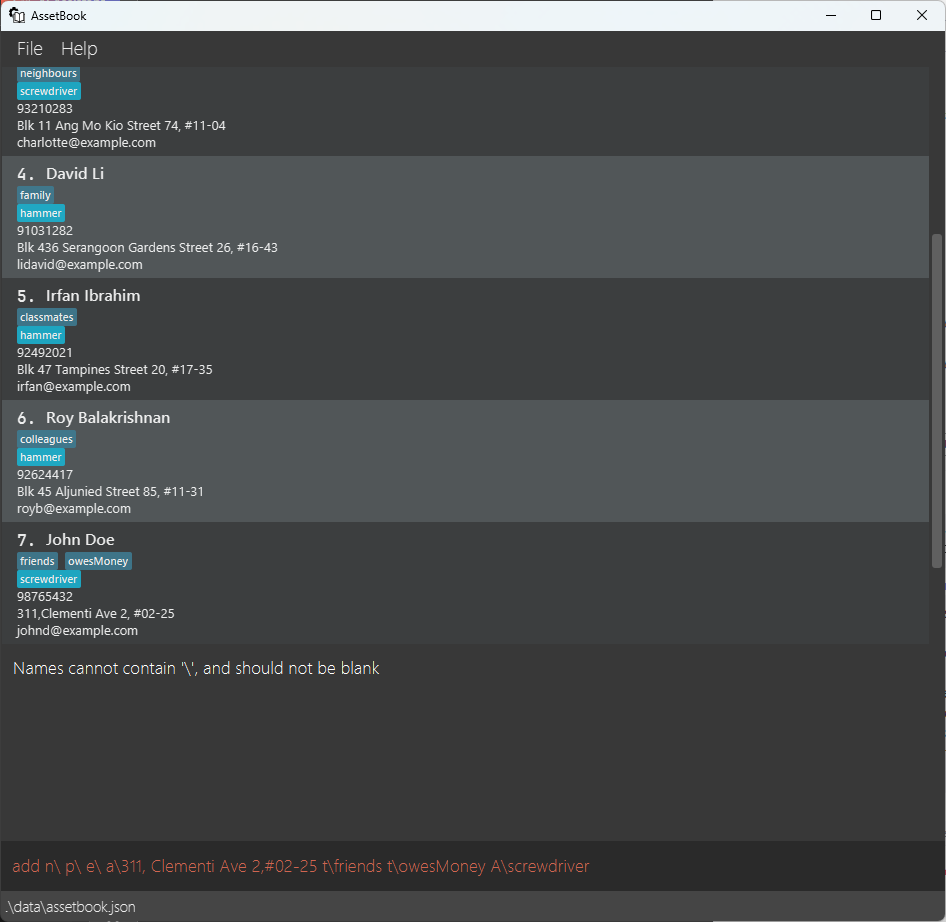 AssetBook
File Help
neighbours
screwdriver
93210283
Blk 11 Ang Mo Kio Street 74, #11-04
charlotte@example.com
4. David Li
family
hammer
91031282
Blk 436 Serangoon Gardens Street 26, #16-43
lidavid@example.com
5. Irfan Ibrahim
classmates
hammer
92492021
Blk 47 Tampines Street 20, #17-35
irfan@example.com
6. Roy Balakrishnan
colleagues
hammer
92624417
Blk 45 Aljunied Street 85, #11-31
royb@example.com
7. John Doe
friends owesMoney
screwdriver
98765432
311,Clementi Ave 2, #02-25
johnd@example.com
Names cannot contain '\', and should not be blank
add n\ p\ e\ a\311, Clementi Ave 2,#02-25 t\friends t\owesMoney A\screwdriver
.\data\assetbook.json